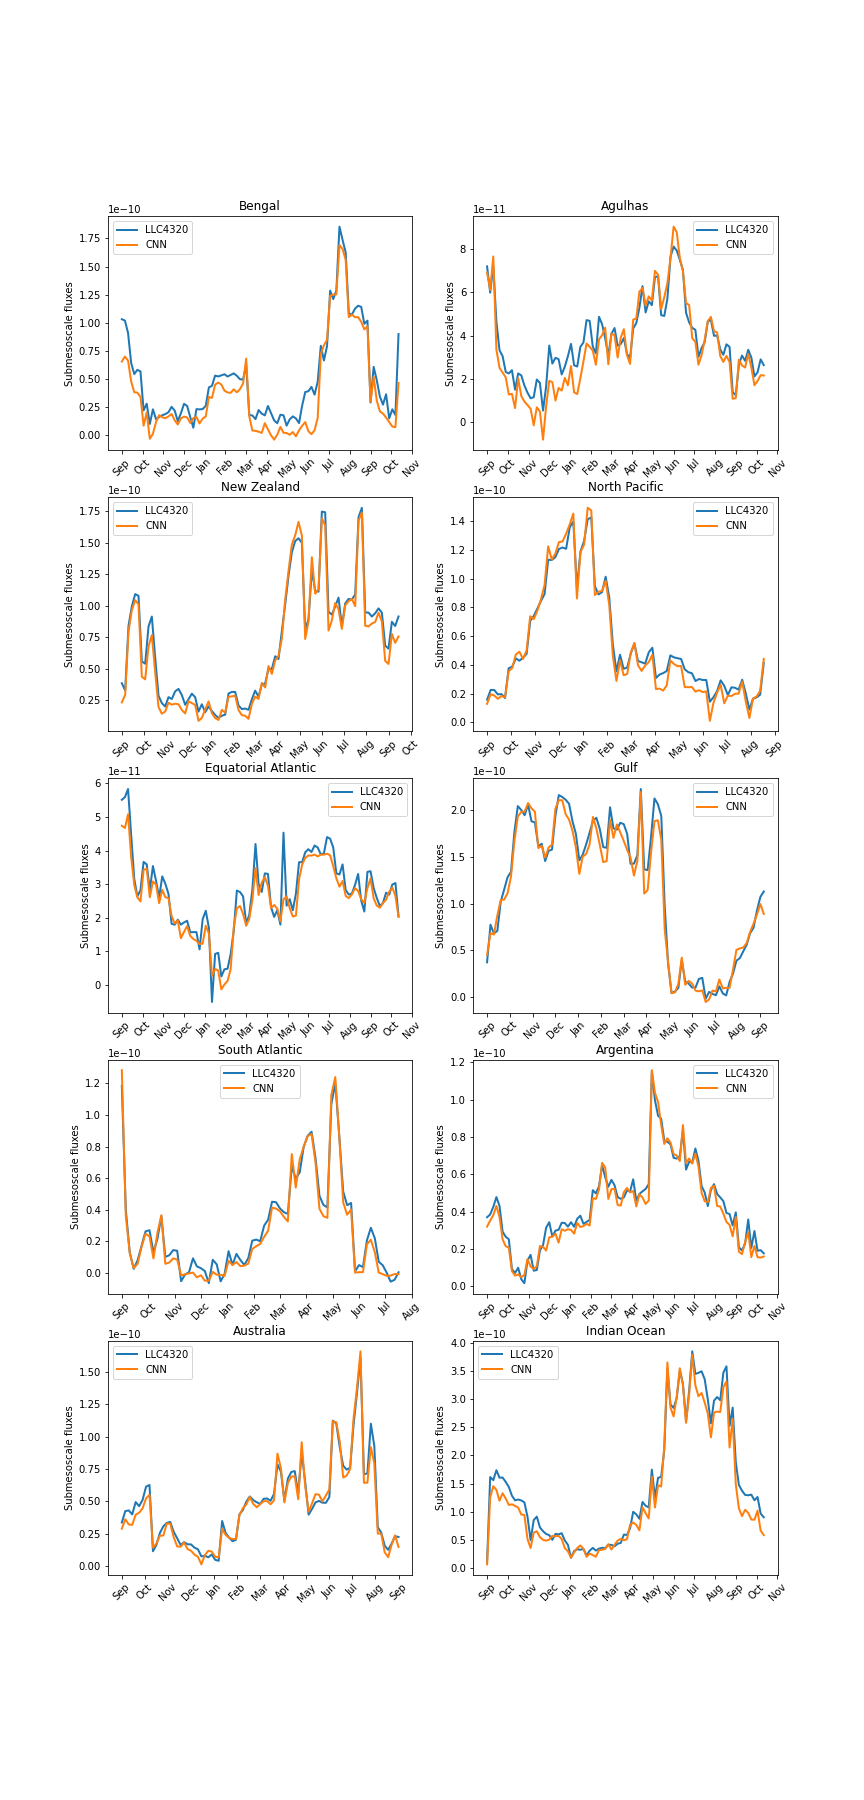 Bengal
1e−10
LLC4320
CNN
Submesoscale fluxes
1.75
1.50
1.25
1.00
0.75
0.50
0.25
0.00
Sep Oct Nov Dec Jan Feb Mar Apr May Jun Jul Aug Sep Oct Nov
Agulhas
1e−11
LLC4320
CNN
Submesoscale fluxes
8
6
4
2
0
Sep Oct Nov Dec Jan Feb Mar Apr May Jun Jul Aug Sep Oct Nov
New Zealand
1e−10
LLC4320
CNN
Submesoscale fluxes
1.75
1.50
1.25
1.00
0.75
0.50
0.25
Sep Oct Nov Dec Jan Feb Mar Apr May Jun Jul Aug Sep Oct
North Pacific
1e−10
LLC4320
CNN
Submesoscale fluxes
1.4
1.2
1.0
0.8
0.6
0.4
0.2
0.0
Sep Oct Nov Dec Jan Feb Mar Apr May Jun Jul Aug Sep
Equatorial Atlantic
1e−11
LLC4320
CNN
Submesoscale fluxes
6
5
4
3
2
1
0
Sep Oct Nov Dec Jan Feb Mar Apr May Jun Jul Aug Sep Oct Nov
Gulf
1e−10
LLC4320
CNN
Submesoscale fluxes
2.0
1.5
1.0
0.5
0.0
Sep Oct Nov Dec Jan Feb Mar Apr May Jun Jul Aug Sep
South Atlantic
1e−10
LLC4320
CNN
Submesoscale fluxes
1.2
1.0
0.8
0.6
0.4
0.2
0.0
Sep Oct Nov Dec Jan Feb Mar Apr May Jun Jul Aug
Argentina
1e−10
LLC4320
CNN
Submesoscale fluxes
1.2
1.0
0.8
0.6
0.4
0.2
0.0
Sep Oct Nov Dec Jan Feb Mar Apr May Jun Jul Aug Sep Oct Nov
Australia
1e−10
LLC4320
CNN
Submesoscale fluxes
1.50
1.25
1.00
0.75
0.50
0.25
0.00
Sep Oct Nov Dec Jan Feb Mar Apr May Jun Jul Aug Sep
Indian Ocean
1e−10
LLC4320
CNN
Submesoscale fluxes
4.0
3.5
3.0
2.5
2.0
1.5
1.0
0.5
0.0
Sep Oct Nov Dec Jan Feb Mar Apr May Jun Jul Aug Sep Oct Nov